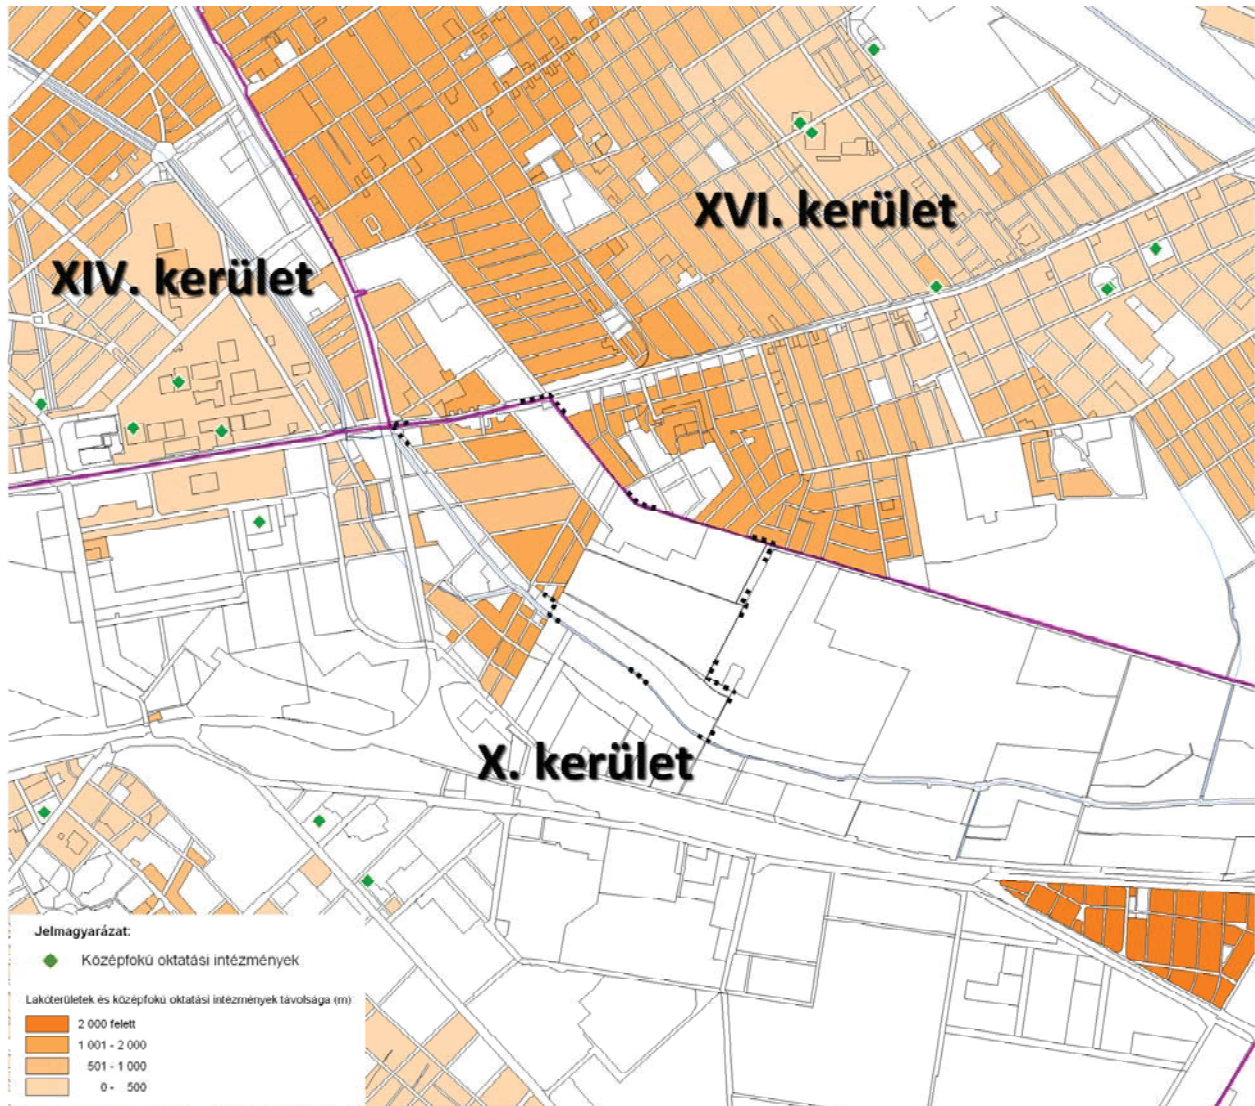 XVI. kerület
XIV. kerület
X. kerület
Jelmagyarázat:
Középfokú oktatási intézmények
Lakóterületek és középfokú oktatási intézmények távolsága (m)
2 000 felett
1 001 - 2 000
501 - 1 000
0 - 500